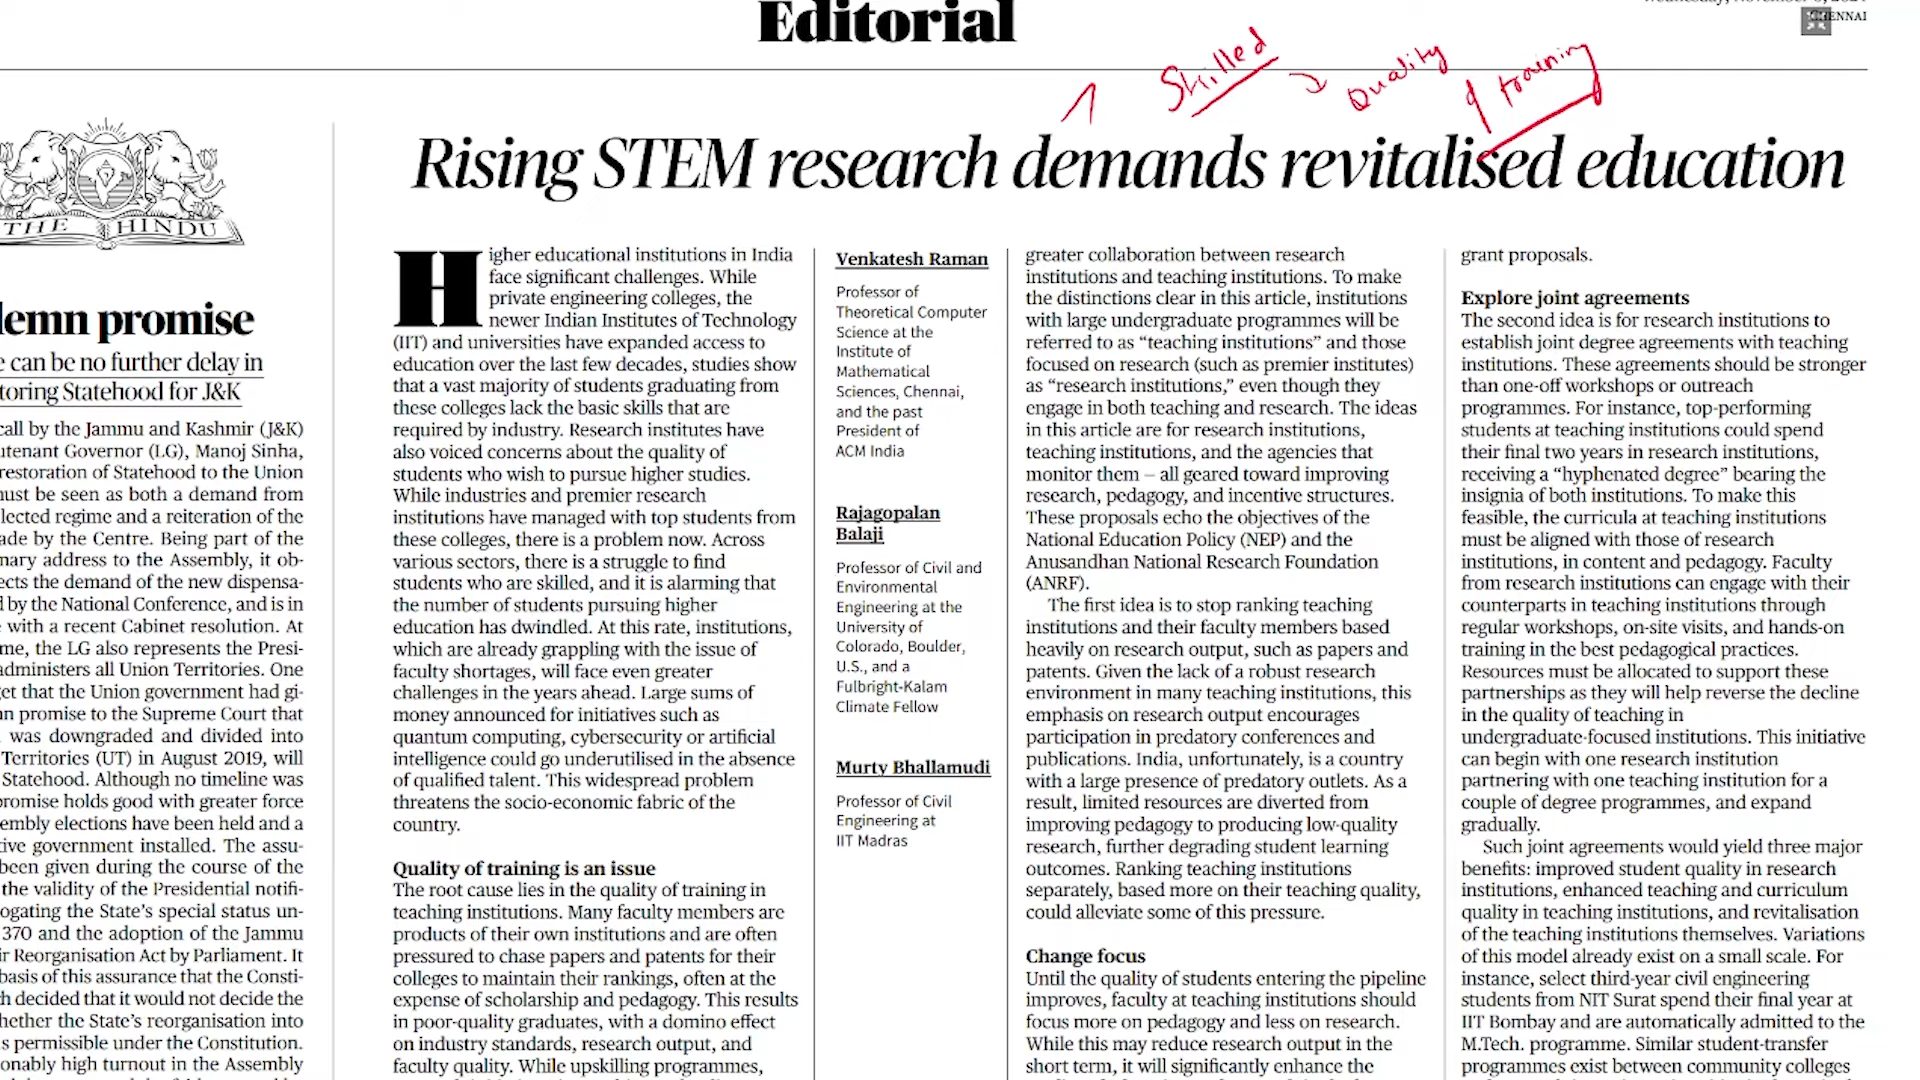 Editorial
CHENNAI
Skilled
Quality
of training
THE HINDU
lemn promise
e can be no further delay in
toring Statehood for J&K
call by the Jammu and Kashmir (J&K)
utenant Governor (LG), Manoj Sinha,
restoration of Statehood to the Union
must be seen as both a demand from
lected regime and a reiteration of the
ade by the Centre. Being part of the
nary address to the Assembly, it ob-
ects the demand of the new dispensa-
d by the National Conference, and is in
with a recent Cabinet resolution. At
me, the LG also represents the Presi-
administers all Union Territories. One
get that the Union government had gi-
nn promise to the Supreme Court that
was downgraded and divided into
Territories (UT) in August 2019, will
Statehood. Although no timeline was
promise holds good with greater force
embly elections have been held and a
tive government installed. The assu-
been given during the course of the
the validity of the Presidential notifi-
ogating the State's special status un-
370 and the adoption of the Jammu
ir Reorganisation Act by Parliament. It
basis of this assurance that the Consti-
h decided that it would not decide the
hether the State's reorganisation into
s permissible under the Constitution.
onably high turnout in the Assembly
Rising STEM research demands revitalised education
Higher educational institutions in India
face significant challenges. While
private engineering colleges, the
newer Indian Institutes of Technology
(IIT) and universities have expanded access to
education over the last few decades, studies show
that a vast majority of students graduating from
these colleges lack the basic skills that are
required by industry. Research institutes have
also voiced concerns about the quality of
students who wish to pursue higher studies.
While industries and premier research
institutions have managed with top students from
these colleges, there is a problem now. Across
various sectors, there is a struggle to find
students who are skilled, and it is alarming that
the number of students pursuing higher
education has dwindled. At this rate, institutions,
which are already grappling with the issue of
faculty shortages, will face even greater
challenges in the years ahead. Large sums of
money announced for initiatives such as
quantum computing, cybersecurity or artificial
intelligence could go underutilised in the absence
of qualified talent. This widespread problem
threatens the socio-economic fabric of the
country.
Quality of training is an issue
The root cause lies in the quality of training in
teaching institutions. Many faculty members are
products of their own institutions and are often
pressured to chase papers and patents for their
colleges to maintain their rankings, often at the
expense of scholarship and pedagogy. This results
in poor-quality graduates, with a domino effect
on industry standards, research output, and
faculty quality. While upskilling programmes,
Venkatesh Raman
Professor of
Theoretical Computer
Science at the
Institute of
Mathematical
Sciences, Chennai,
and the past
President of
ACM India
Rajagopalan
Balaji
Professor of Civil and
Environmental
Engineering at the
University of
Colorado, Boulder,
U.S., and a
Fulbright-Kalam
Climate Fellow
Murty Bhallamudi
Professor of Civil
Engineering at
IIT Madras
greater collaboration between research
institutions and teaching institutions. To make
the distinctions clear in this article, institutions
with large undergraduate programmes will be
referred to as “teaching institutions” and those
focused on research (such as premier institutes)
as “research institutions,” even though they
engage in both teaching and research. The ideas
in this article are for research institutions,
teaching institutions, and the agencies that
monitor them – all geared toward improving
research, pedagogy, and incentive structures.
These proposals echo the objectives of the
National Education Policy (NEP) and the
Anusandhan National Research Foundation
(ANRF).
The first idea is to stop ranking teaching
institutions and their faculty members based
heavily on research output, such as papers and
patents. Given the lack of a robust research
environment in many teaching institutions, this
emphasis on research output encourages
participation in predatory conferences and
publications. India, unfortunately, is a country
with a large presence of predatory outlets. As a
result, limited resources are diverted from
improving pedagogy to producing low-quality
research, further degrading student learning
outcomes. Ranking teaching institutions
separately, based more on their teaching quality,
could alleviate some of this pressure.
Change focus
Until the quality of students entering the pipeline
improves, faculty at teaching institutions should
focus more on pedagogy and less on research.
While this may reduce research output in the
short term, it will significantly enhance the
grant proposals.
Explore joint agreements
The second idea is for research institutions to
establish joint degree agreements with teaching
institutions. These agreements should be stronger
than one-off workshops or outreach
programmes. For instance, top-performing
students at teaching institutions could spend
their final two years in research institutions,
receiving a “hyphenated degree” bearing the
insignia of both institutions. To make this
feasible, the curricula at teaching institutions
must be aligned with those of research
institutions, in content and pedagogy. Faculty
from research institutions can engage with their
counterparts in teaching institutions through
regular workshops, on-site visits, and hands-on
training in the best pedagogical practices.
Resources must be allocated to support these
partnerships as they will help reverse the decline
in the quality of teaching in
undergraduate-focused institutions. This initiative
can begin with one research institution
partnering with one teaching institution for a
couple of degree programmes, and expand
gradually.
Such joint agreements would yield three major
benefits: improved student quality in research
institutions, enhanced teaching and curriculum
quality in teaching institutions, and revitalisation
of the teaching institutions themselves. Variations
of this model already exist on a small scale. For
instance, select third-year civil engineering
students from NIT Surat spend their final year at
IIT Bombay and are automatically admitted to the
M.Tech. programme. Similar student-transfer
programmes exist between community colleges